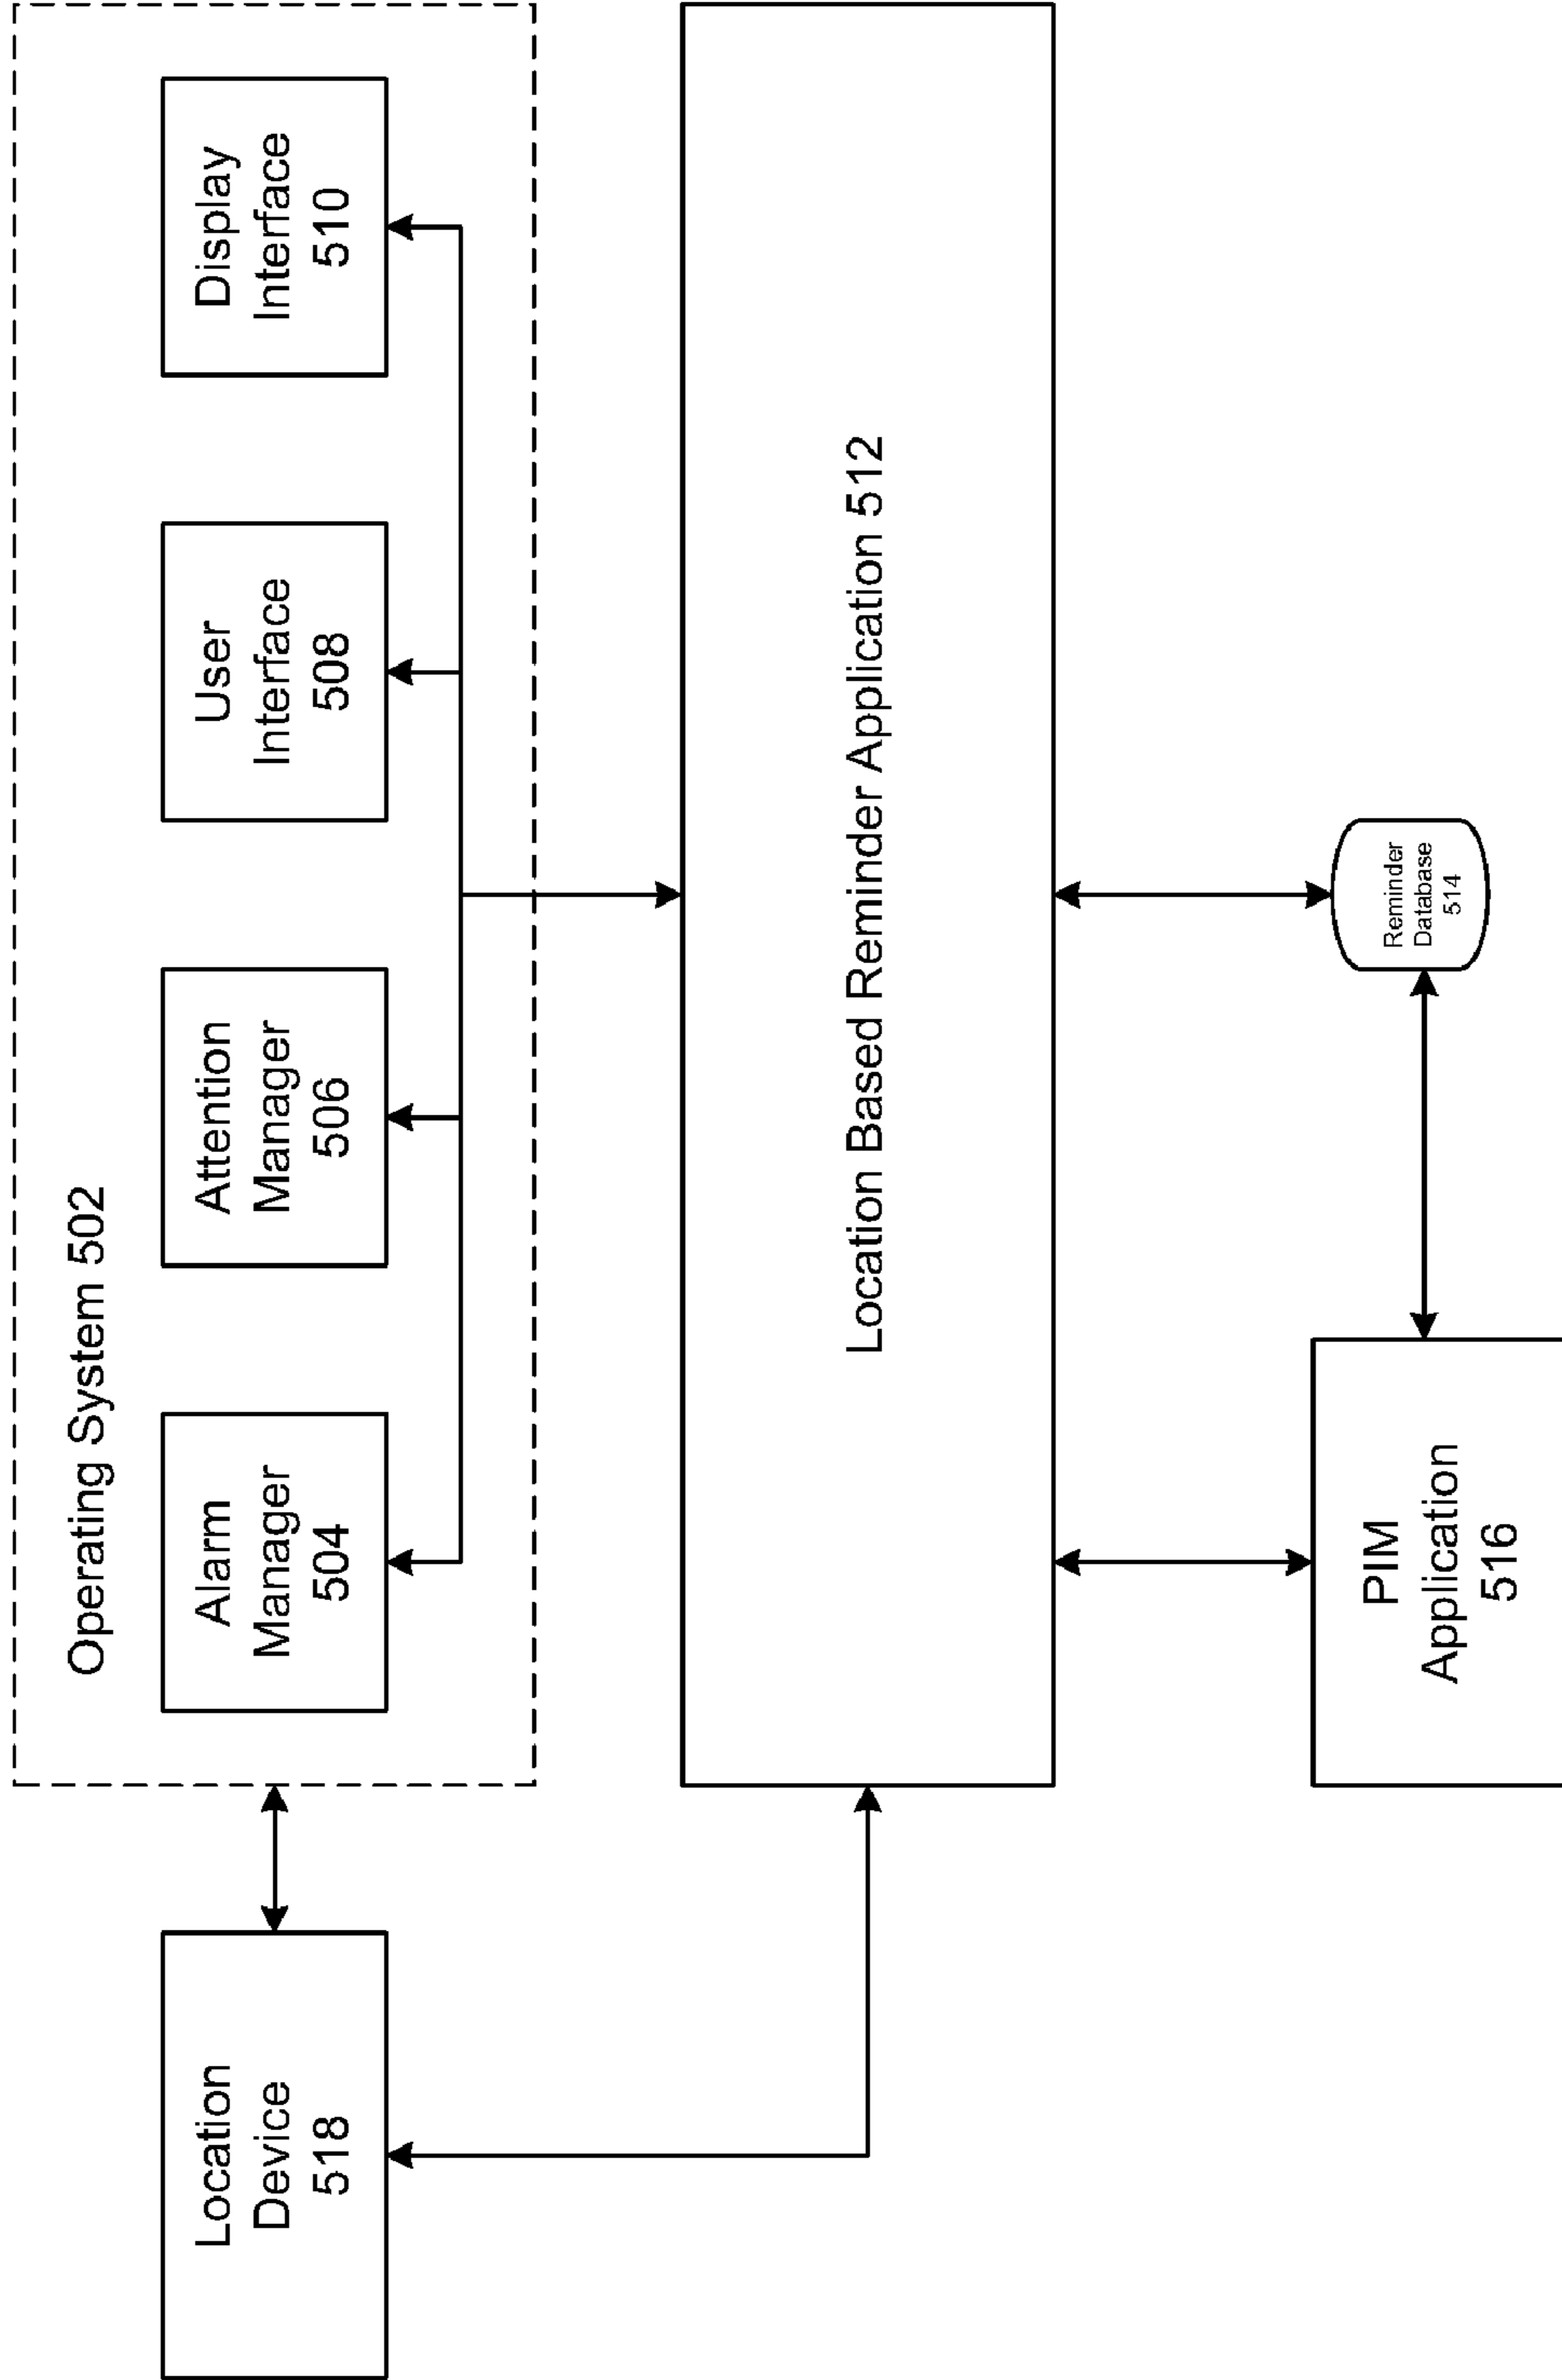 Operating System 502
Location
Device
518
Alarm
Manager
504
Attention
Manager
506
User
Interface
508
Display
Interface
510
Location Based Reminder Application 512
PIM
Application
516
Reminder
Database
514